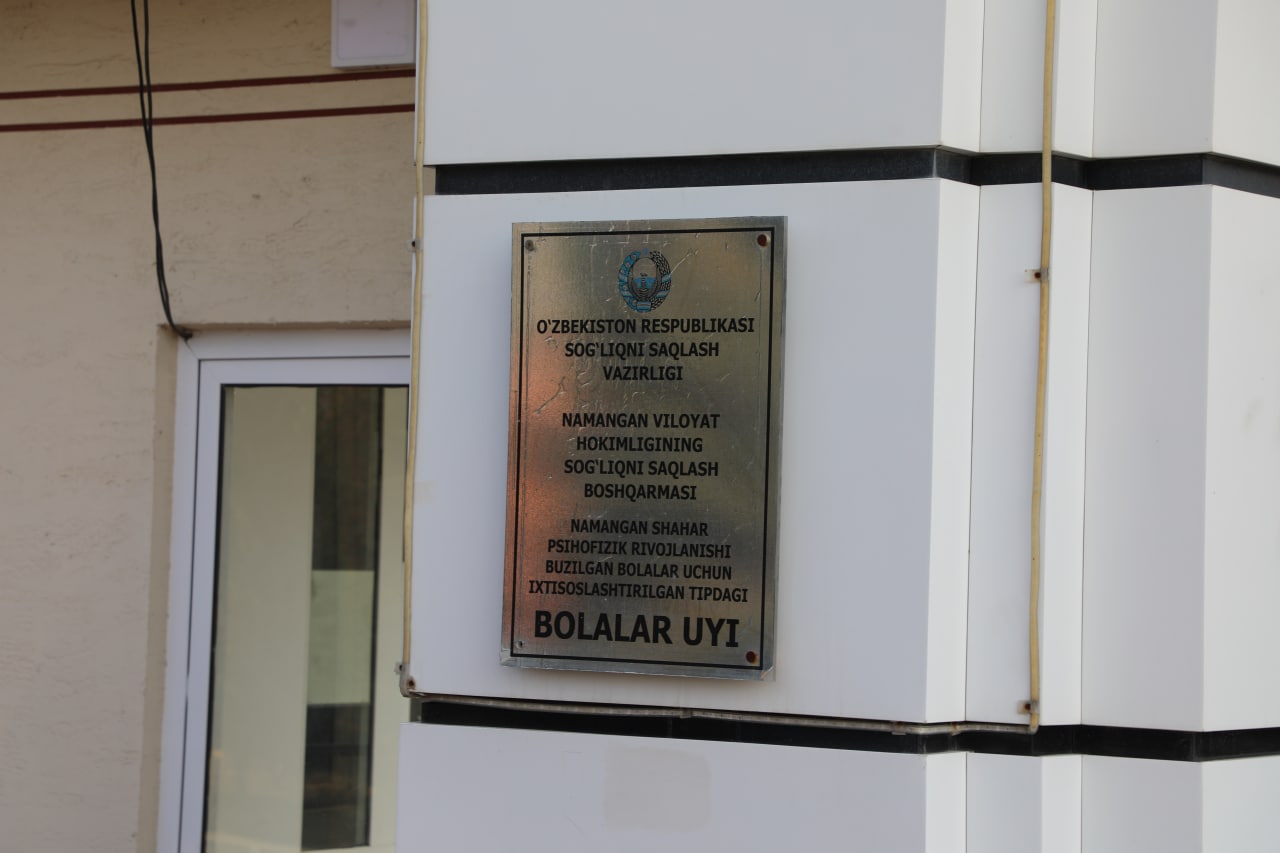 O‘ZBEKISTON RESPUBLIKASI
SOG‘LIQNI SAQLASH
VAZIRLIGI
NAMANGAN VILOYAT
HOKIMLIGINING
SOG‘LIQNI SAQLASH
BOSHQARMASI
NAMANGAN SHAHAR
PSIHOFIZIK RIVOJLANISHI
BUZILGAN BOLALAR UCHUN
IXTISOSLASHTIRILGAN TIPDAGI
BOLALAR UYI